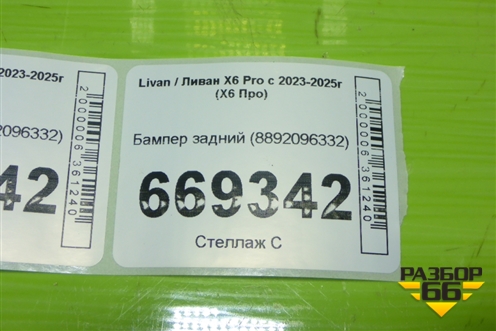 2023-2025г
2096332)
42
2000006361240
Livan / Ливан X6 Pro с 2023-2025г
(X6 Про)
Бампер задний (8892096332)
669342
Стеллаж С
2000006361240
РАЗБОР
66